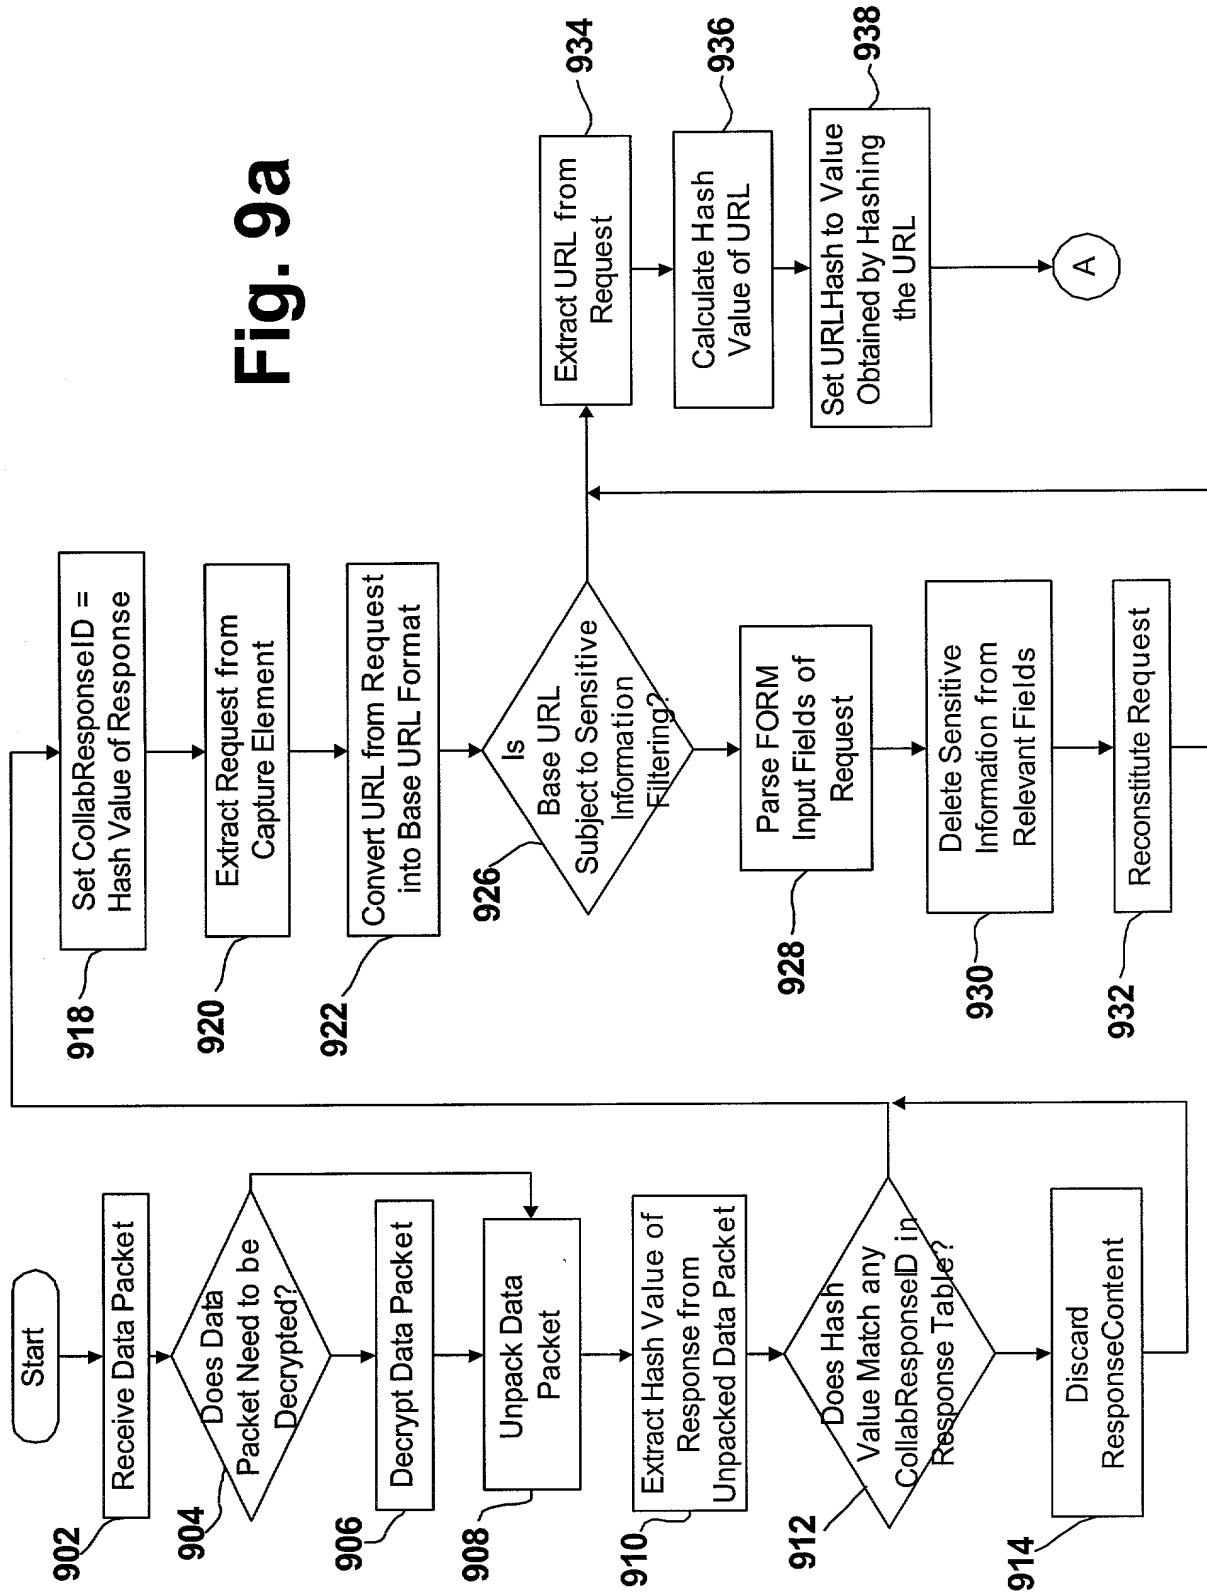 Fig. 9a
Start
902
Receive Data Packet
904
Does Data
Packet Need to be
Decrypted?
906
Decrypt Data Packet
908
Unpack Data
Packet
910
Extract Hash Value of
Response from
Unpacked Data Packet
912
Does Hash
Value Match any
CollabResponseID in
Response Table?
914
Discard
ResponseContent
918
Set CollabResponseID =
Hash Value of Response
920
Extract Request from
Capture Element
922
Convert URL from Request
into Base URL Format
926
Is
Base URL
Subject to Sensitive
Information
Filtering?
928
Parse FORM
Input Fields of
Request
930
Delete Sensitive
Information from
Relevant Fields
932
Reconstitute Request
934
Extract URL from
Request
936
Calculate Hash
Value of URL
938
Set URLHash to Value
Obtained by Hashing
the URL
A